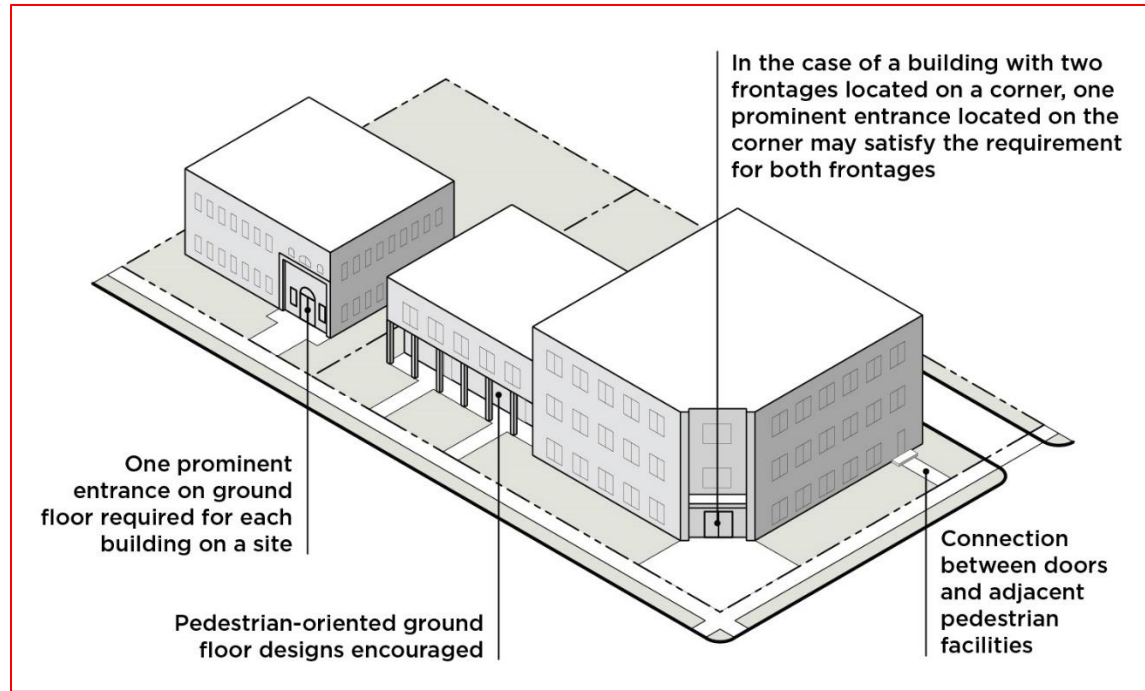 In the case of a building with two
frontages located on a corner, one
prominent entrance located on the
corner may satisfy the requirement
for both frontages
One prominent
entrance on ground
floor required for each
building on a site
Pedestrian-oriented ground
floor designs encouraged
Connection
between doors
and adjacent
pedestrian
facilities